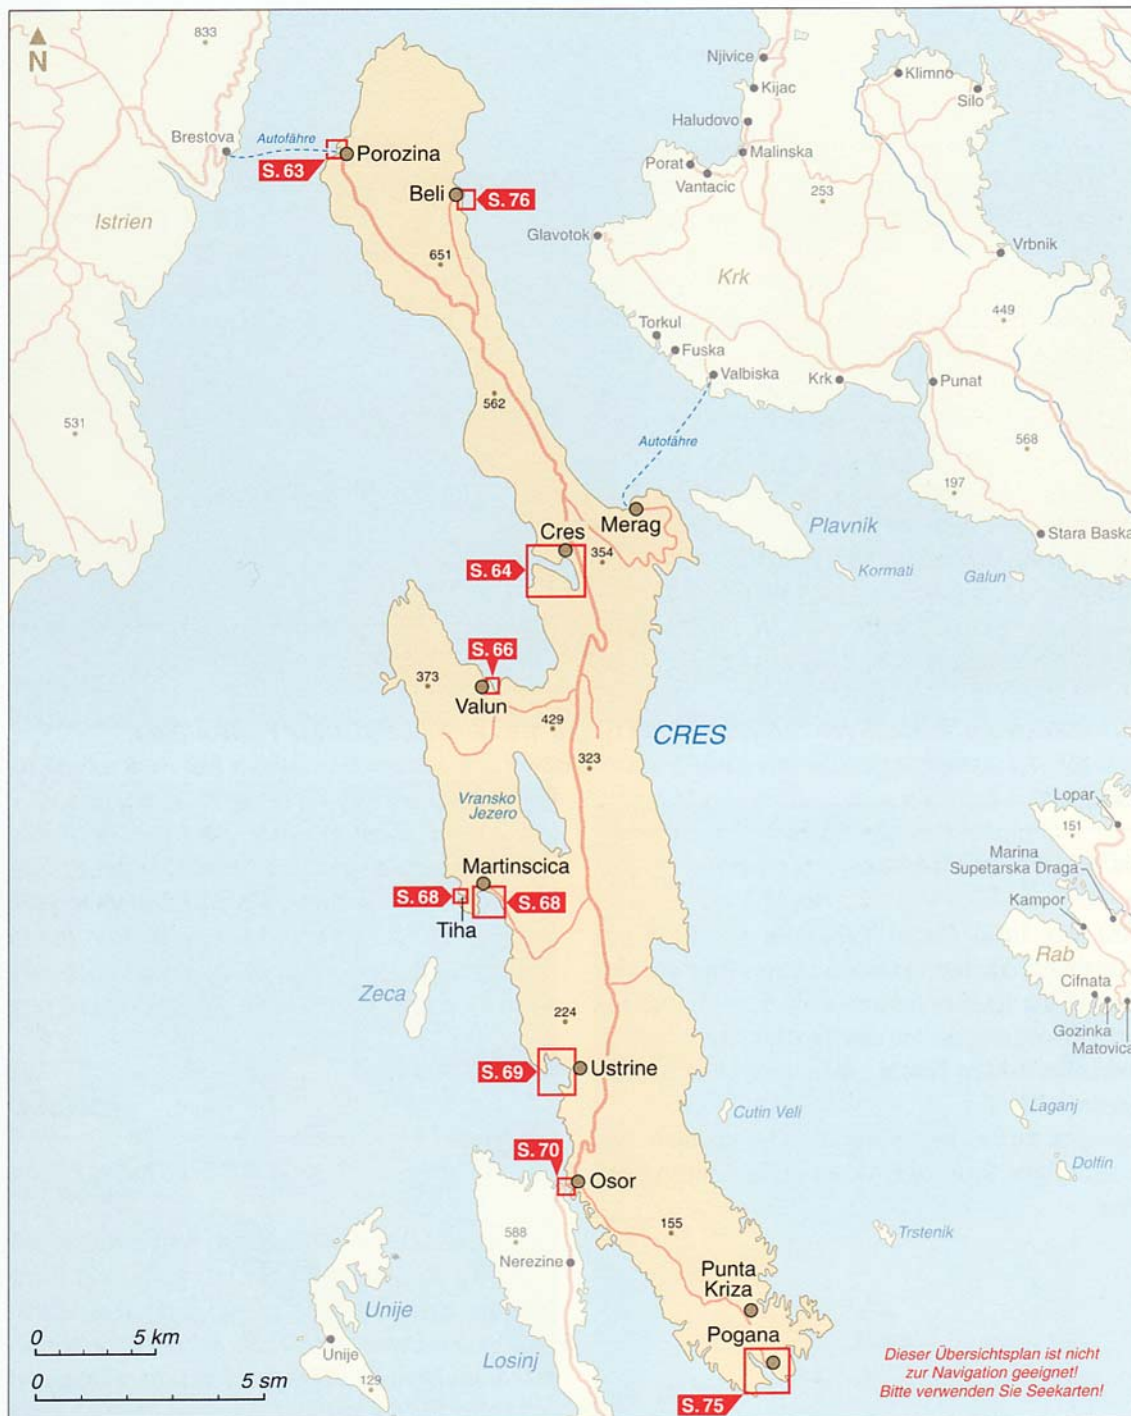 833
N
Brestova
Autofähre
Porozina
S. 63
Beli
S. 76
Istrien
651
562
531
Njivice
Kijac
Klimno
Silo
Haludovo
Malinska
Porat
Vantacic
253
Glavotok
Vrbnik
Krk
449
Torkul
Fuska
Valbiska
Krk
Punat
Autofähre
568
197
Merag
Plavnik
Stara Baska
Cres
354
S. 64
Kormati
Galun
S. 66
373
Valun
429
CRES
323
Vransko
Jezero
Lopar
151
Marina
Supetarska Draga
Martinscica
S. 68
S. 68
Tiha
Kampor
Rab
Cifnata
Gozinka
Matovica
Zeca
224
S. 69
Ustrine
Cutin Veli
Laganj
S. 70
Osor
Dolfin
588
155
Trstenik
Nerezine
Punta
Kriza
Unije
Pogana
0 5 km
Unije
Losinj
129
0 5 sm
S. 75
Dieser Übersichtsplan ist nicht
zur Navigation geeignet!
Bitte verwenden Sie Seekarten!